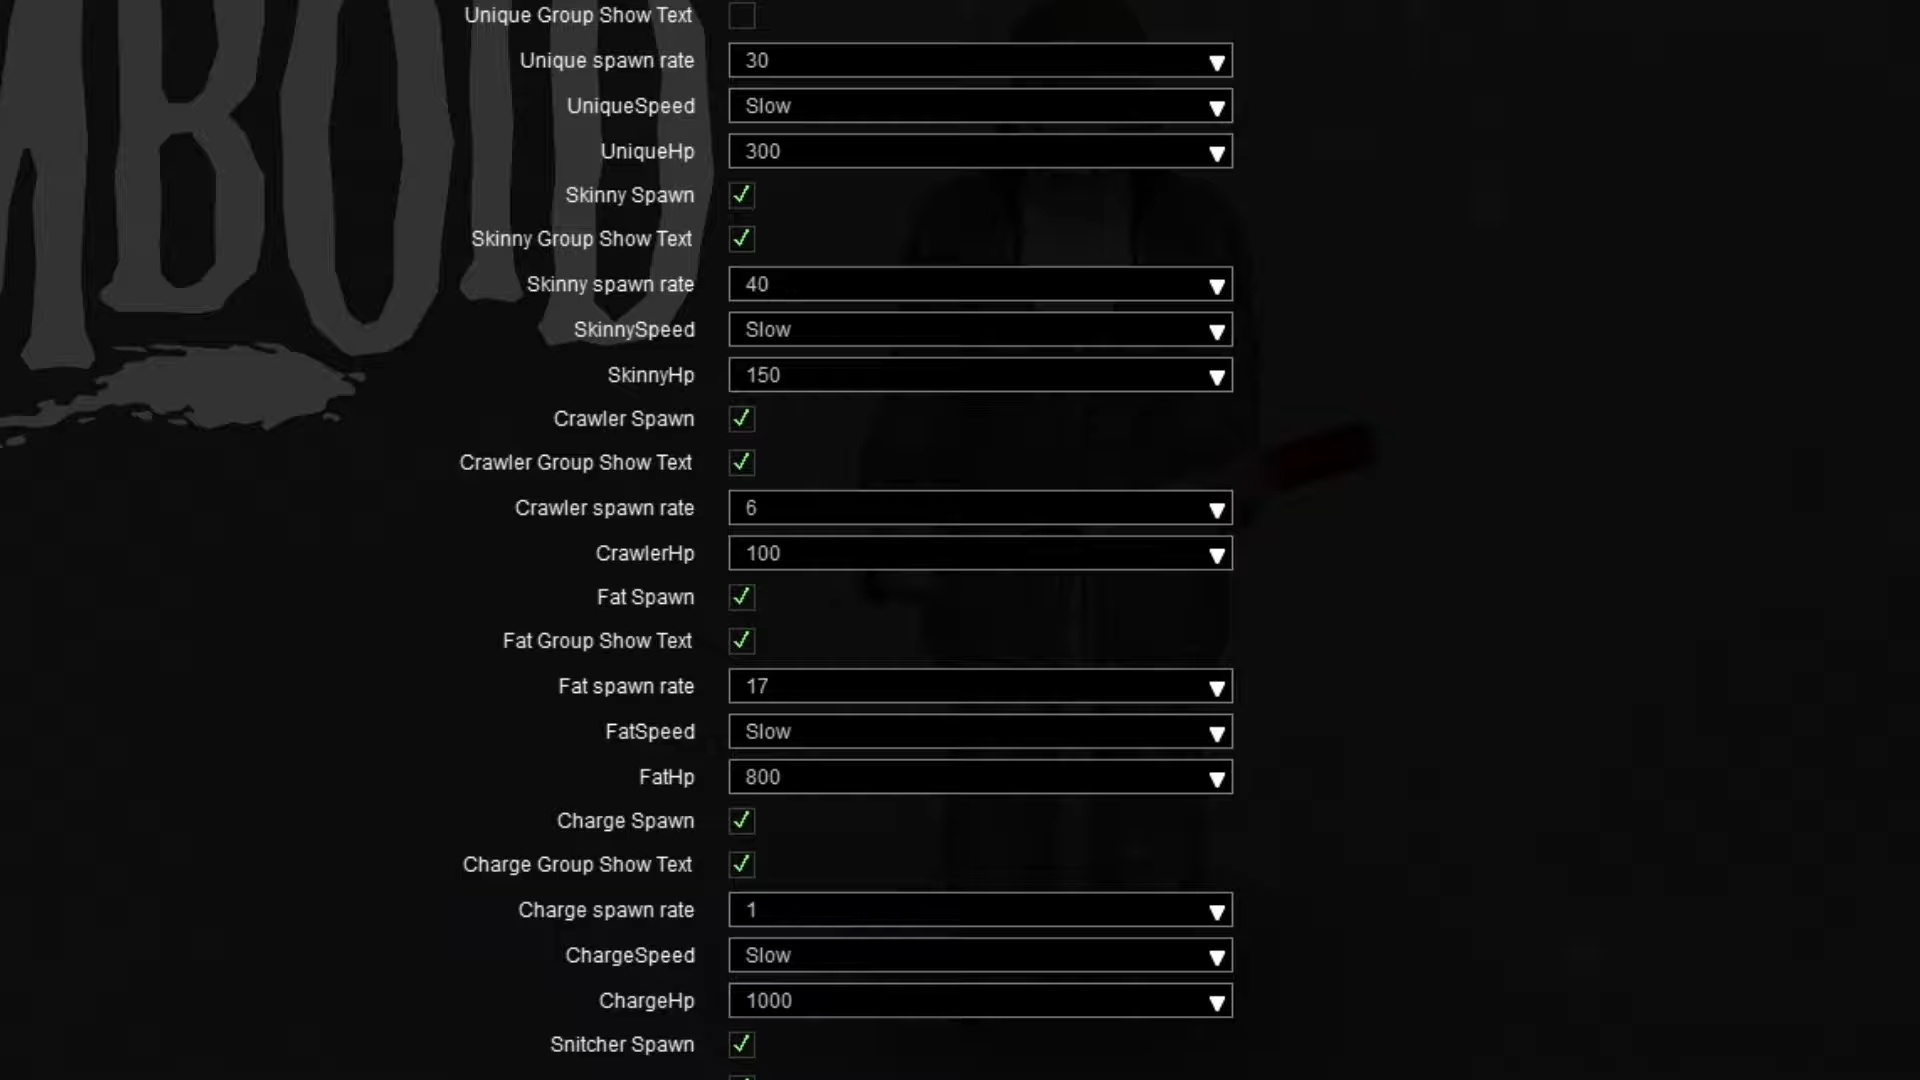 MBOID
Unique Group Show Text
Unique spawn rate 30
UniqueSpeed Slow
UniqueHp 300
Skinny Spawn
Skinny Group Show Text
Skinny spawn rate 40
SkinnySpeed Slow
SkinnyHp 150
Crawler Spawn
Crawler Group Show Text
Crawler spawn rate 6
CrawlerHp 100
Fat Spawn
Fat Group Show Text
Fat spawn rate 17
FatSpeed Slow
FatHp 800
Charge Spawn
Charge Group Show Text
Charge spawn rate 1
ChargeSpeed Slow
ChargeHp 1000
Snitcher Spawn